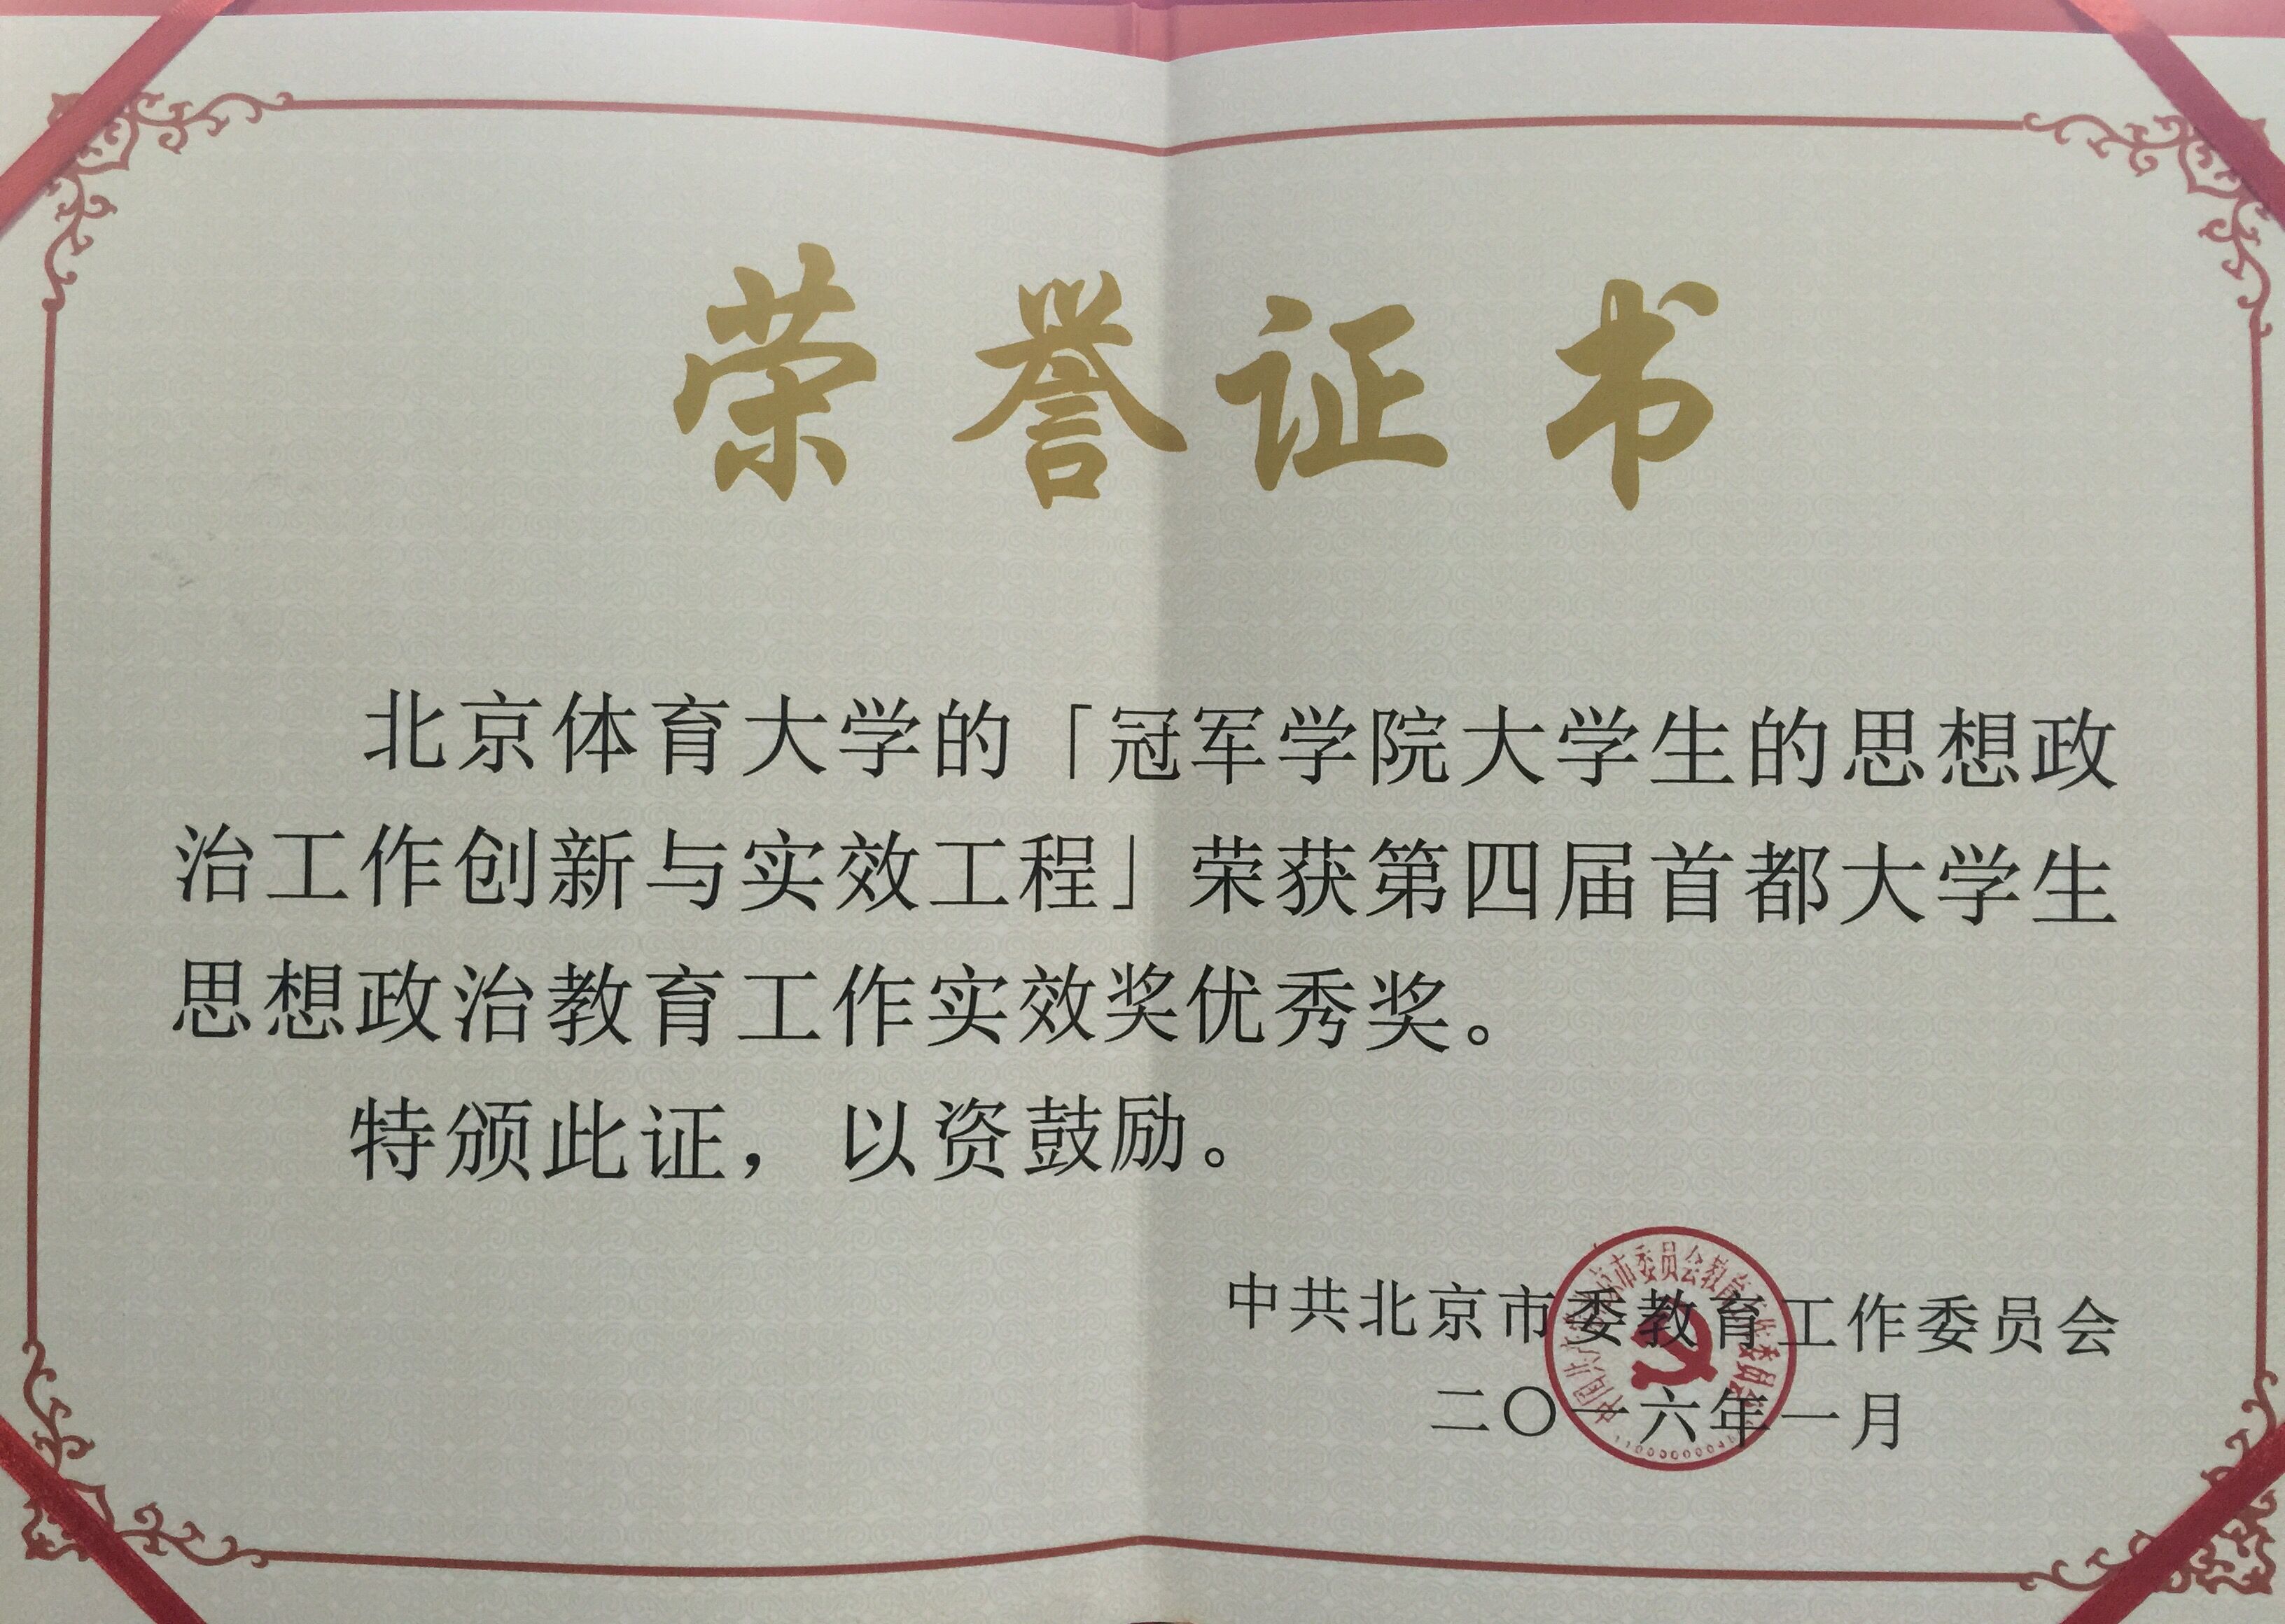 荣誉证书
北京体育大学的「冠军学院大学生的思想政
治工作创新与实效工程」荣获第四届首都大学生
思想政治教育工作实效奖优秀奖。
特颁此证，以资鼓励。
中共北京市委教育工作委员会
二〇一六年一月